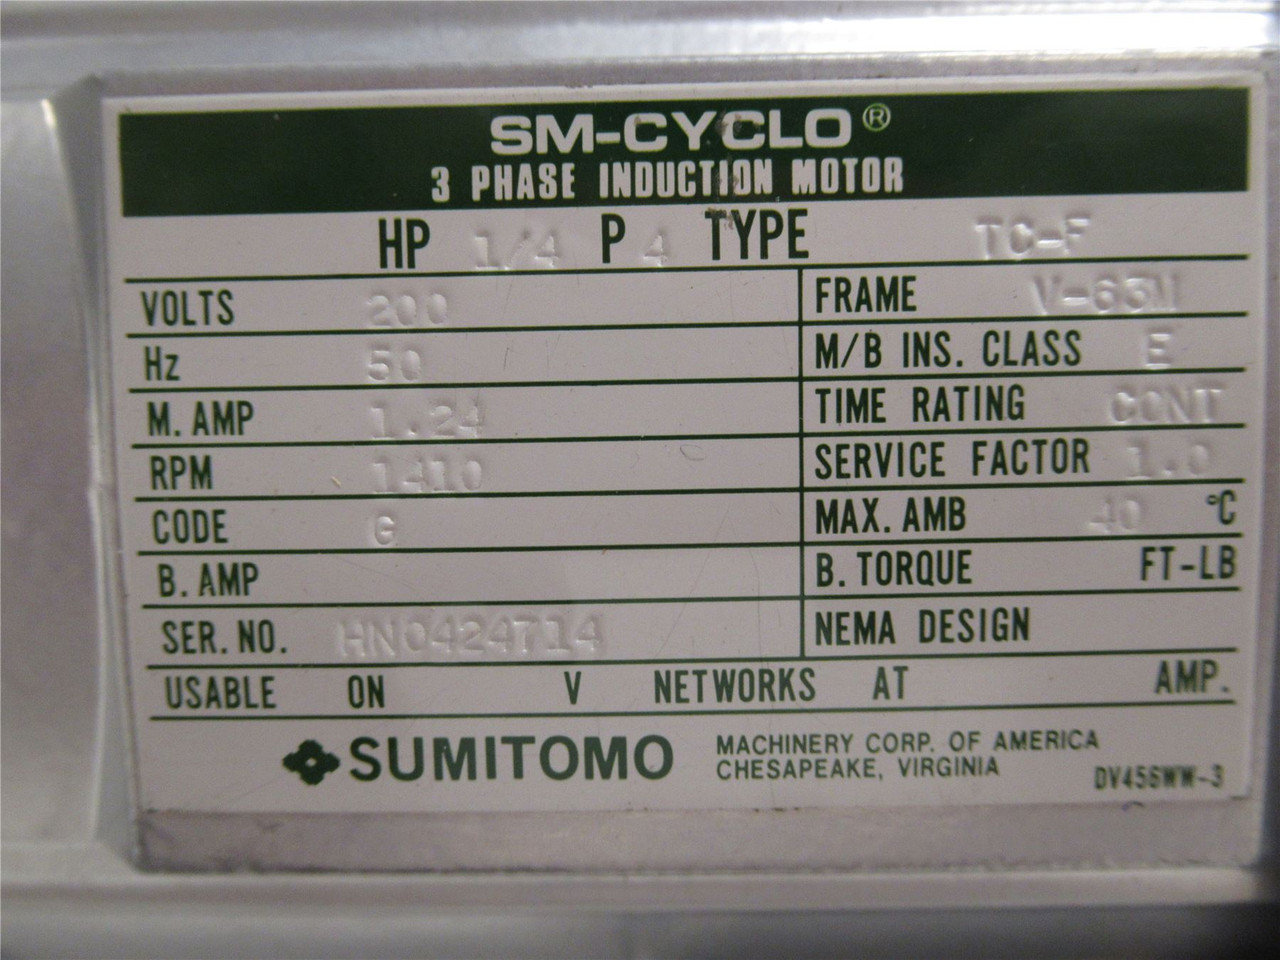 SM-CYCLO®
3 PHASE INDUCTION MOTOR
HP 1/4 P 4 TYPE TC-F
VOLTS 200 FRAME V-63M
Hz 50 M/B INS. CLASS E
M. AMP 1.24 TIME RATING CONT
RPM 1410 SERVICE FACTOR 1.0
CODE G MAX. AMB 40 °C
B. AMP B. TORQUE FT-LB
SER. NO. HN0424714 NEMA DESIGN
USABLE ON V NETWORKS AT AMP.
SUMITOMO MACHINERY CORP. OF AMERICA
CHESAPEAKE, VIRGINIA
DV456WW-3